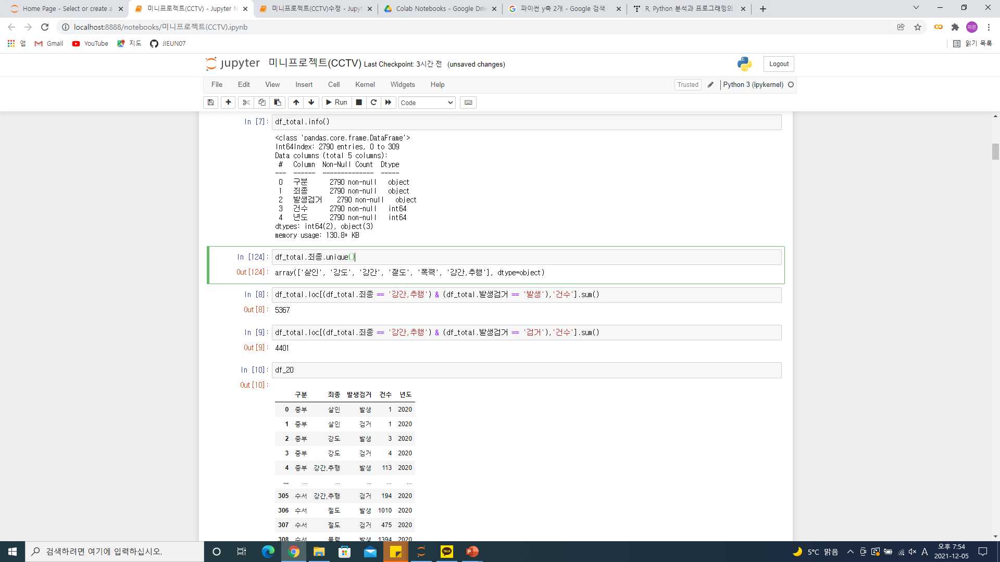 Home Page - Select or create a
미니프로젝트(CCTV) - Jupyter N
미니프로젝트(CCTV)수정 - Jupyt
Colab Notebooks - Google Driv
파이썬 y축 2개 - Google 검색
R, Python 분석과 프로그래밍의
localhost:8888/notebooks/미니프로젝트(CCTV).ipynb
지은
앱
Gmail
YouTube
지도
JIEUN07
읽기 목록
jupyter 미니프로젝트(CCTV) Last Checkpoint: 3시간 전 (unsaved changes)
Logout
File Edit View Insert Cell Kernel Widgets Help
Trusted
Python 3 (ipykernel)
Run
Code
In [7]: df_total.info()
<class 'pandas.core.frame.DataFrame'>
Int64Index: 2790 entries, 0 to 309
Data columns (total 5 columns):
# Column Non-Null Count Dtype
--- ------ -------------- -----
0 구분 2790 non-null object
1 죄종 2790 non-null object
2 발생검거 2790 non-null object
3 건수 2790 non-null int64
4 년도 2790 non-null int64
dtypes: int64(2), object(3)
memory usage: 130.8+ KB
In [124]: df_total.죄종.unique()
Out[124]: array(['살인', '강도', '강간', '절도', '폭력', '강간,추행'], dtype=object)
In [8]: df_total.loc[(df_total.죄종 == '강간,추행') & (df_total.발생검거 == '발생'),'건수'].sum()
Out[8]: 5367
In [9]: df_total.loc[(df_total.죄종 == '강간,추행') & (df_total.발생검거 == '검거'),'건수'].sum()
Out[9]: 4401
In [10]: df_20
Out[10]:
구분 죄종 발생검거 건수 년도
0 중부 살인 발생 1 2020
1 중부 살인 검거 1 2020
2 중부 강도 발생 3 2020
3 중부 강도 검거 4 2020
4 중부 강간,추행 발생 113 2020
... ... ... ... ... ...
305 수서 강간,추행 검거 194 2020
306 수서 절도 발생 1010 2020
307 수서 절도 검거 475 2020
308 수서 폭력 발생 1394 2020
검색하려면 여기에 입력하십시오.
TALK
P
5°C 맑음
A
오후 7:54
2021-12-05